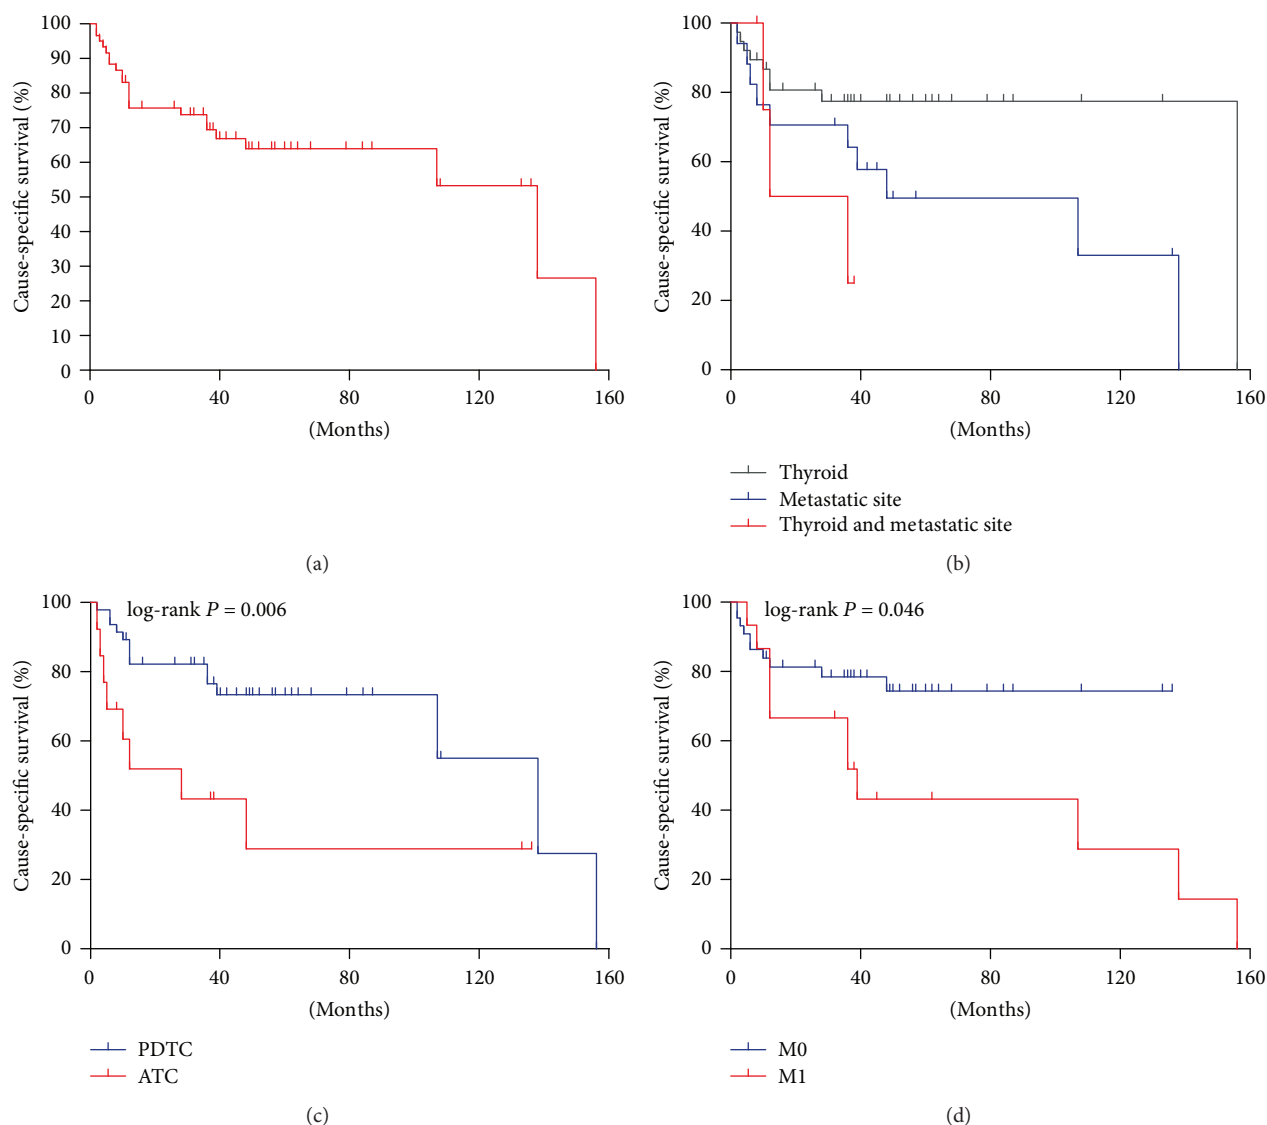 100
90
80
70
60
50
40
30
20
10
0
Cause-specific survival (%)
0 40 80 120 160
(Months)
(a)
100
80
60
40
20
0
Cause-specific survival (%)
0 40 80 120 160
(Months)
Thyroid
Metastatic site
Thyroid and metastatic site
(b)
log-rank P = 0.006
100
80
60
40
20
0
Cause-specific survival (%)
0 40 80 120 160
(Months)
PDTC
ATC
(c)
log-rank P = 0.046
100
80
60
40
20
0
Cause-specific survival (%)
0 40 80 120 160
(Months)
M0
M1
(d)